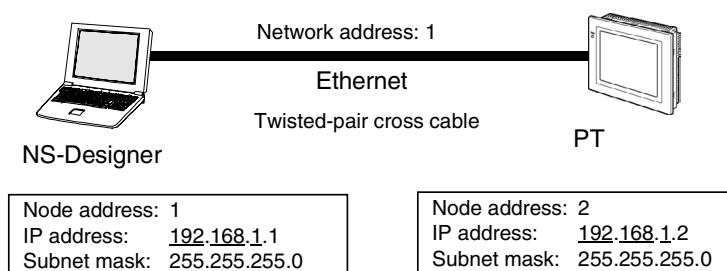 Network address: 1
Ethernet
Twisted-pair cross cable
NS-Designer
PT
Node address: 1
IP address: 192.168.1.1
Subnet mask: 255.255.255.0
Node address: 2
IP address: 192.168.1.2
Subnet mask: 255.255.255.0